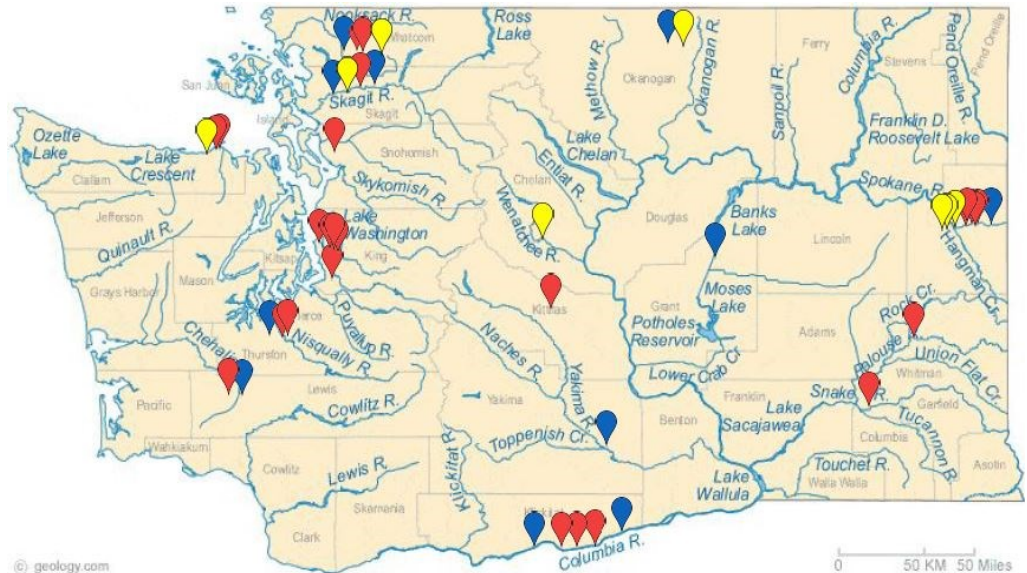 Nooksack R.
Whatcom
Ross
Lake
San Juan
Skagit R.
Skagit
Island
Ozette
Lake
Lake
Crescent
Clallam
Snohomish
Skykomish R.
Methow R.
Okanogan
Okanogan R.
Ferry
Sanpoil R.
Columbia R.
Stevens
Pend Oreille R.
Pend Oreille
Franklin D.
Roosevelt Lake
Lake
Chelan
Chelan
Entiat R.
Wenatchee R.
Douglas
Banks
Lake
Spokane R.
Lincoln
Hangman Cr.
Jefferson
Quinault R.
Grays Harbor
Mason
Kitsap
Lake
Washington
King
Puyallup R.
Nisqually R.
Thurston
Chehalis
Kittitas
Moses
Lake
Grant
Potholes
Reservoir
Lower Crab Cr
Adams
Rock Cr.
Palouse R.
Whitman
Union Flat Cr.
Pacific
Lewis
Cowlitz R.
Naches R.
Yakima R.
Yakima
Toppenish Cr.
Benton
Franklin
Lake
Sacajawea
Snake R.
Garfield
Columbia
Tucannon R.
Asotin
Wahkiakum
Cowlitz
Lewis R.
Skamania
Klickitat R.
Clark
Columbia R.
Lake
Wallula
Touchet R.
Walla Walla
© geology.com
0 50 KM 50 Miles